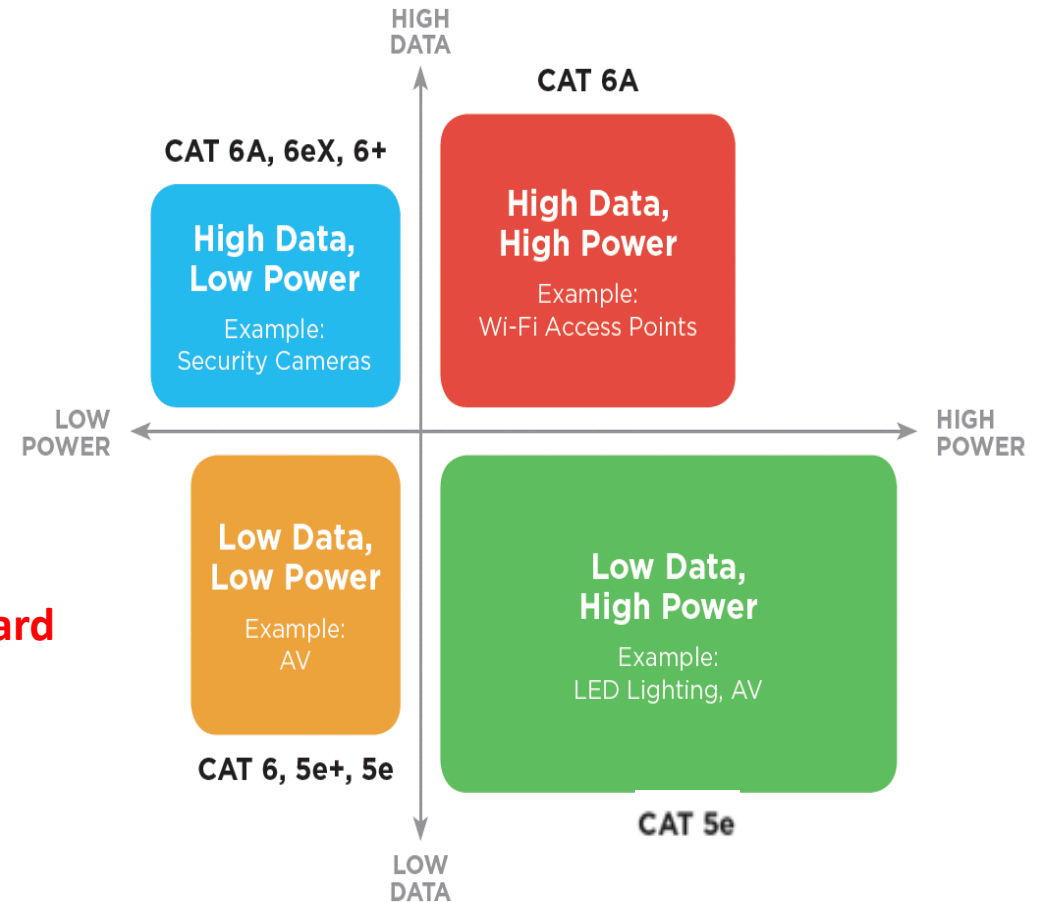 HIGH
DATA
CAT 6A
CAT 6A, 6eX, 6+
High Data,
Low Power
Example:
Security Cameras
High Data,
High Power
Example:
Wi-Fi Access Points
LOW
POWER
HIGH
POWER
Low Data,
Low Power
Example:
AV
ard
Low Data,
High Power
Example:
LED Lighting, AV
CAT 6, 5e+, 5e
CAT 5e
LOW
DATA